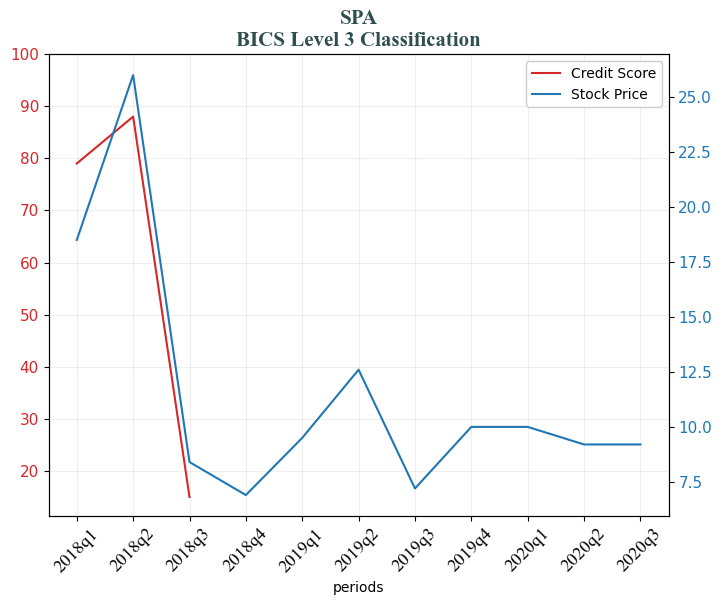 SPA
BICS Level 3 Classification
Credit Score
Stock Price
100
90
80
70
60
50
40
30
20
25.0
22.5
20.0
17.5
15.0
12.5
10.0
7.5
2018q1
2018q2
2018q3
2018q4
2019q1
2019q2
2019q3
2019q4
2020q1
2020q2
2020q3
periods